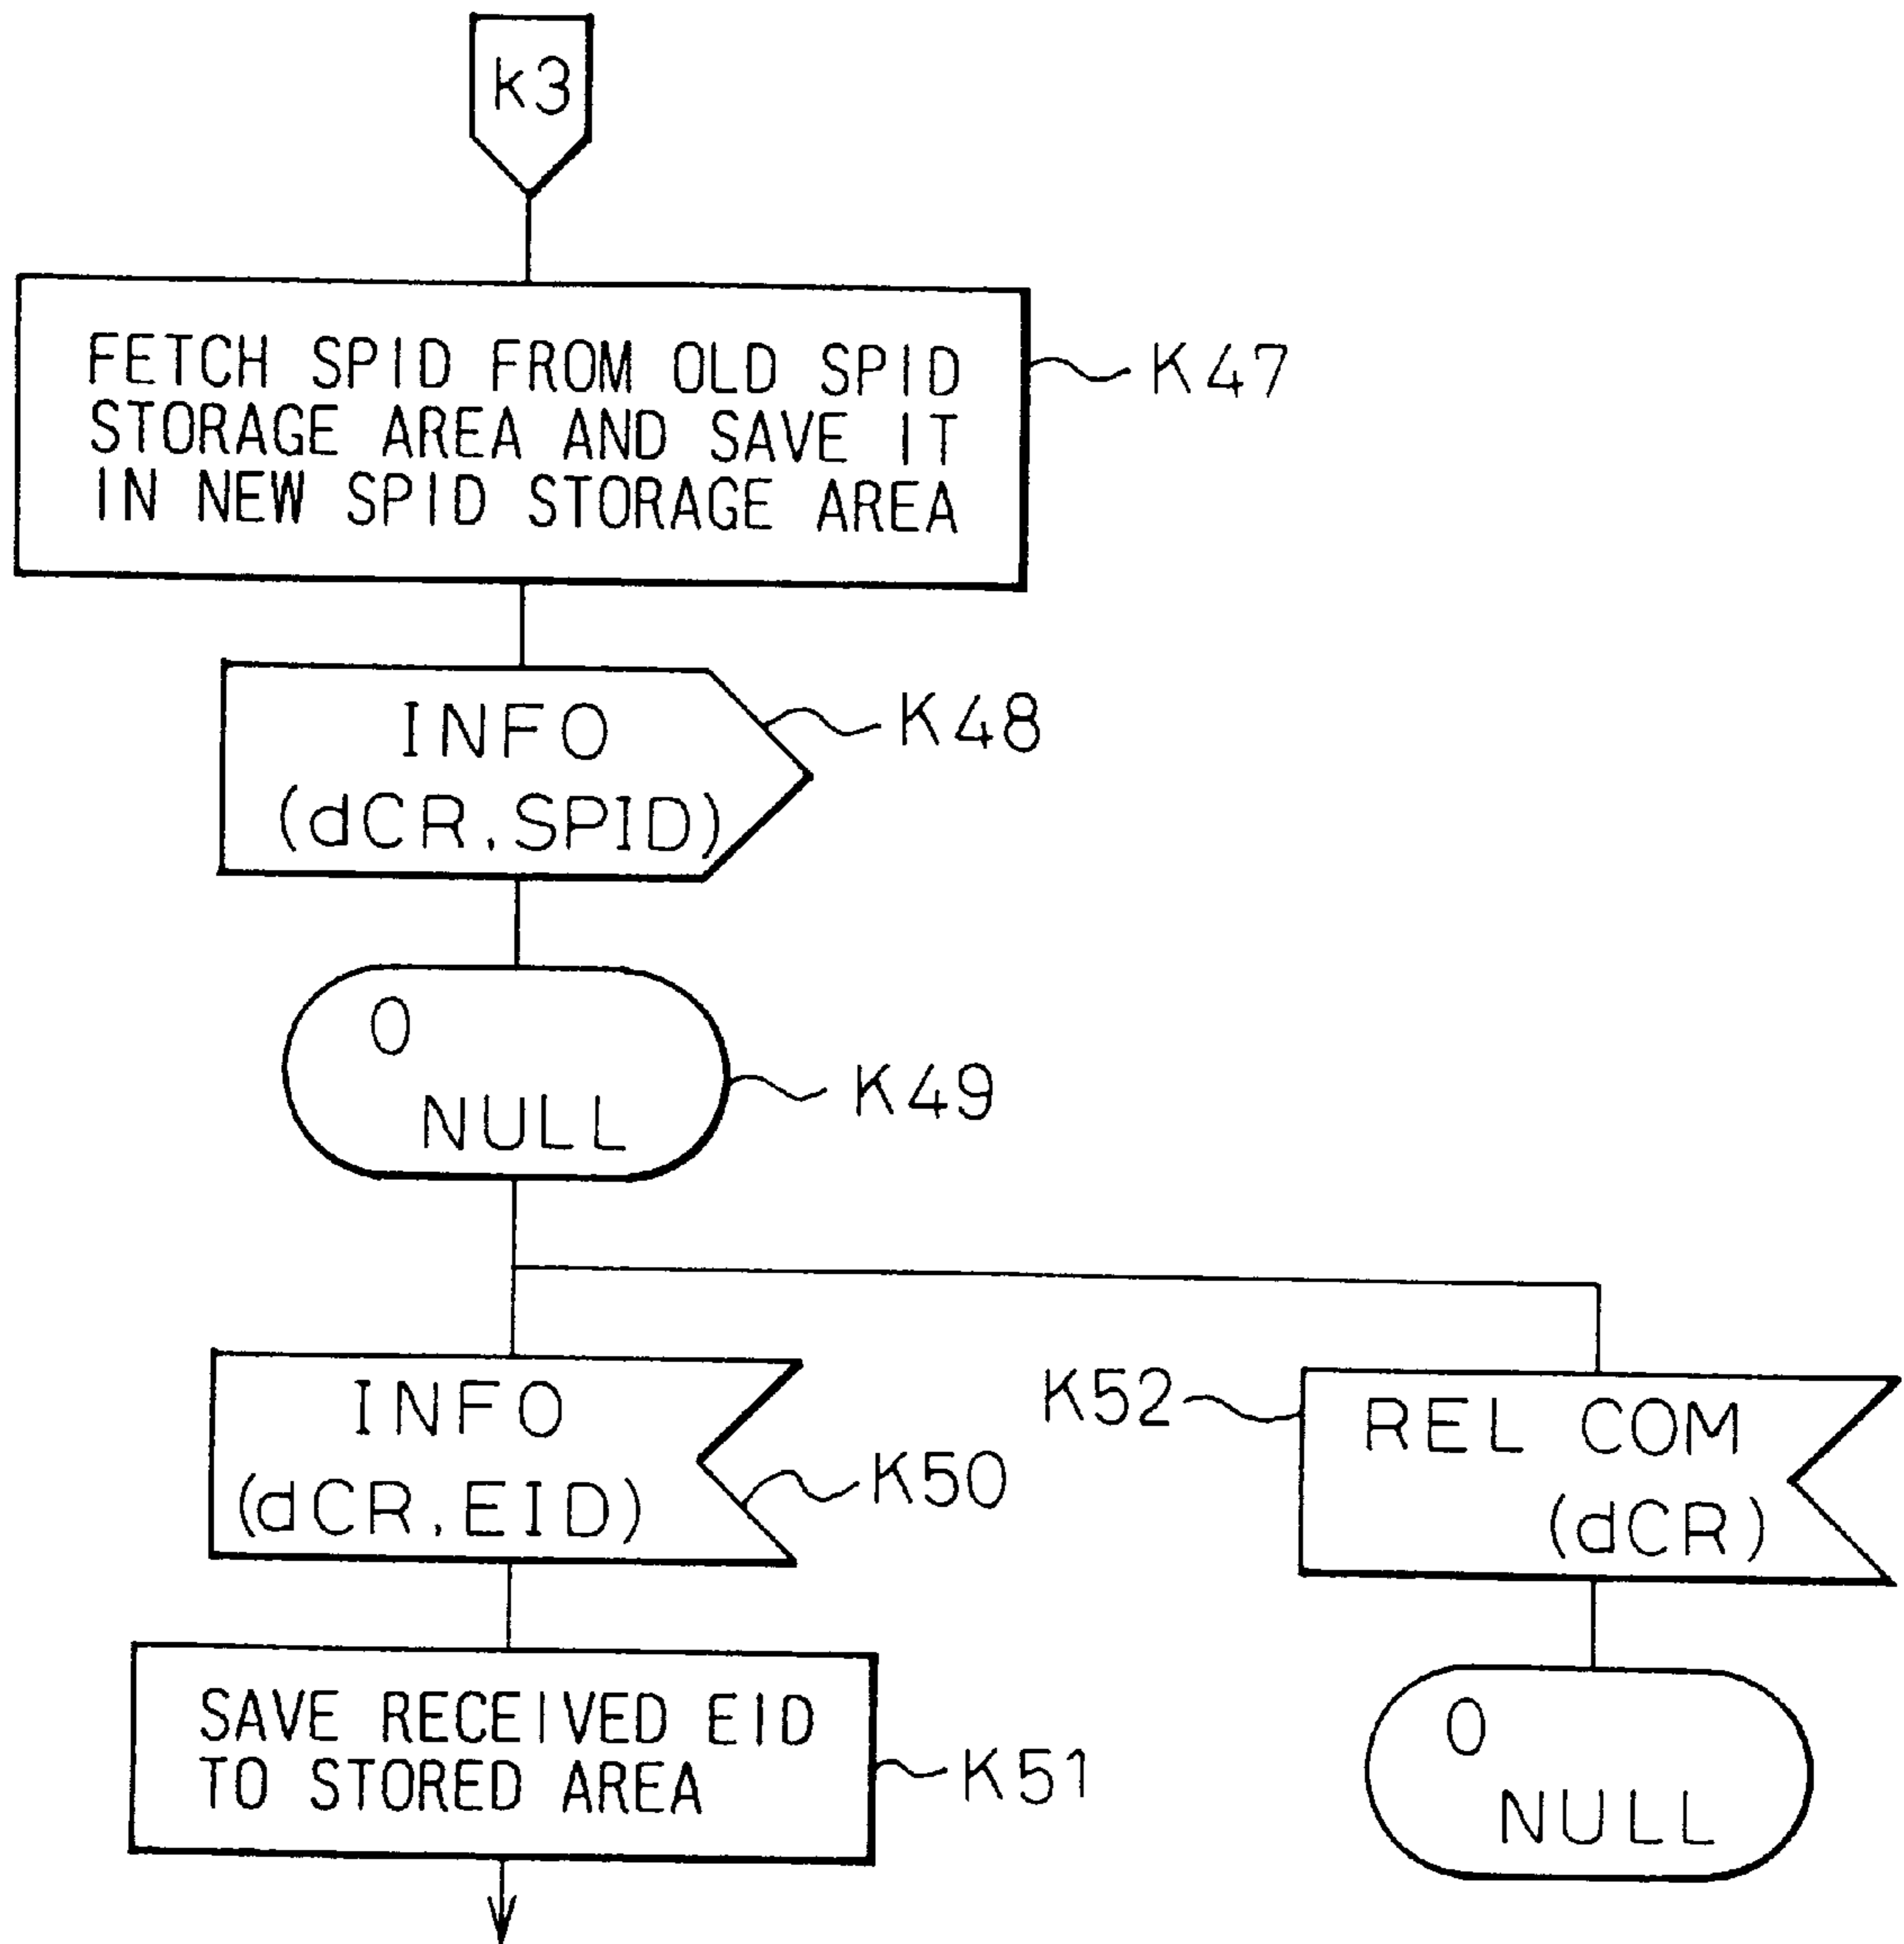 k3
FETCH SPID FROM OLD SPID
STORAGE AREA AND SAVE IT
IN NEW SPID STORAGE AREA
K47
INFO
(dCR,SPID)
K48
0
NULL
K49
INFO
(dCR,EID)
K50
K52
REL COM
(dCR)
SAVE RECEIVED EID
TO STORED AREA
K51
0
NULL